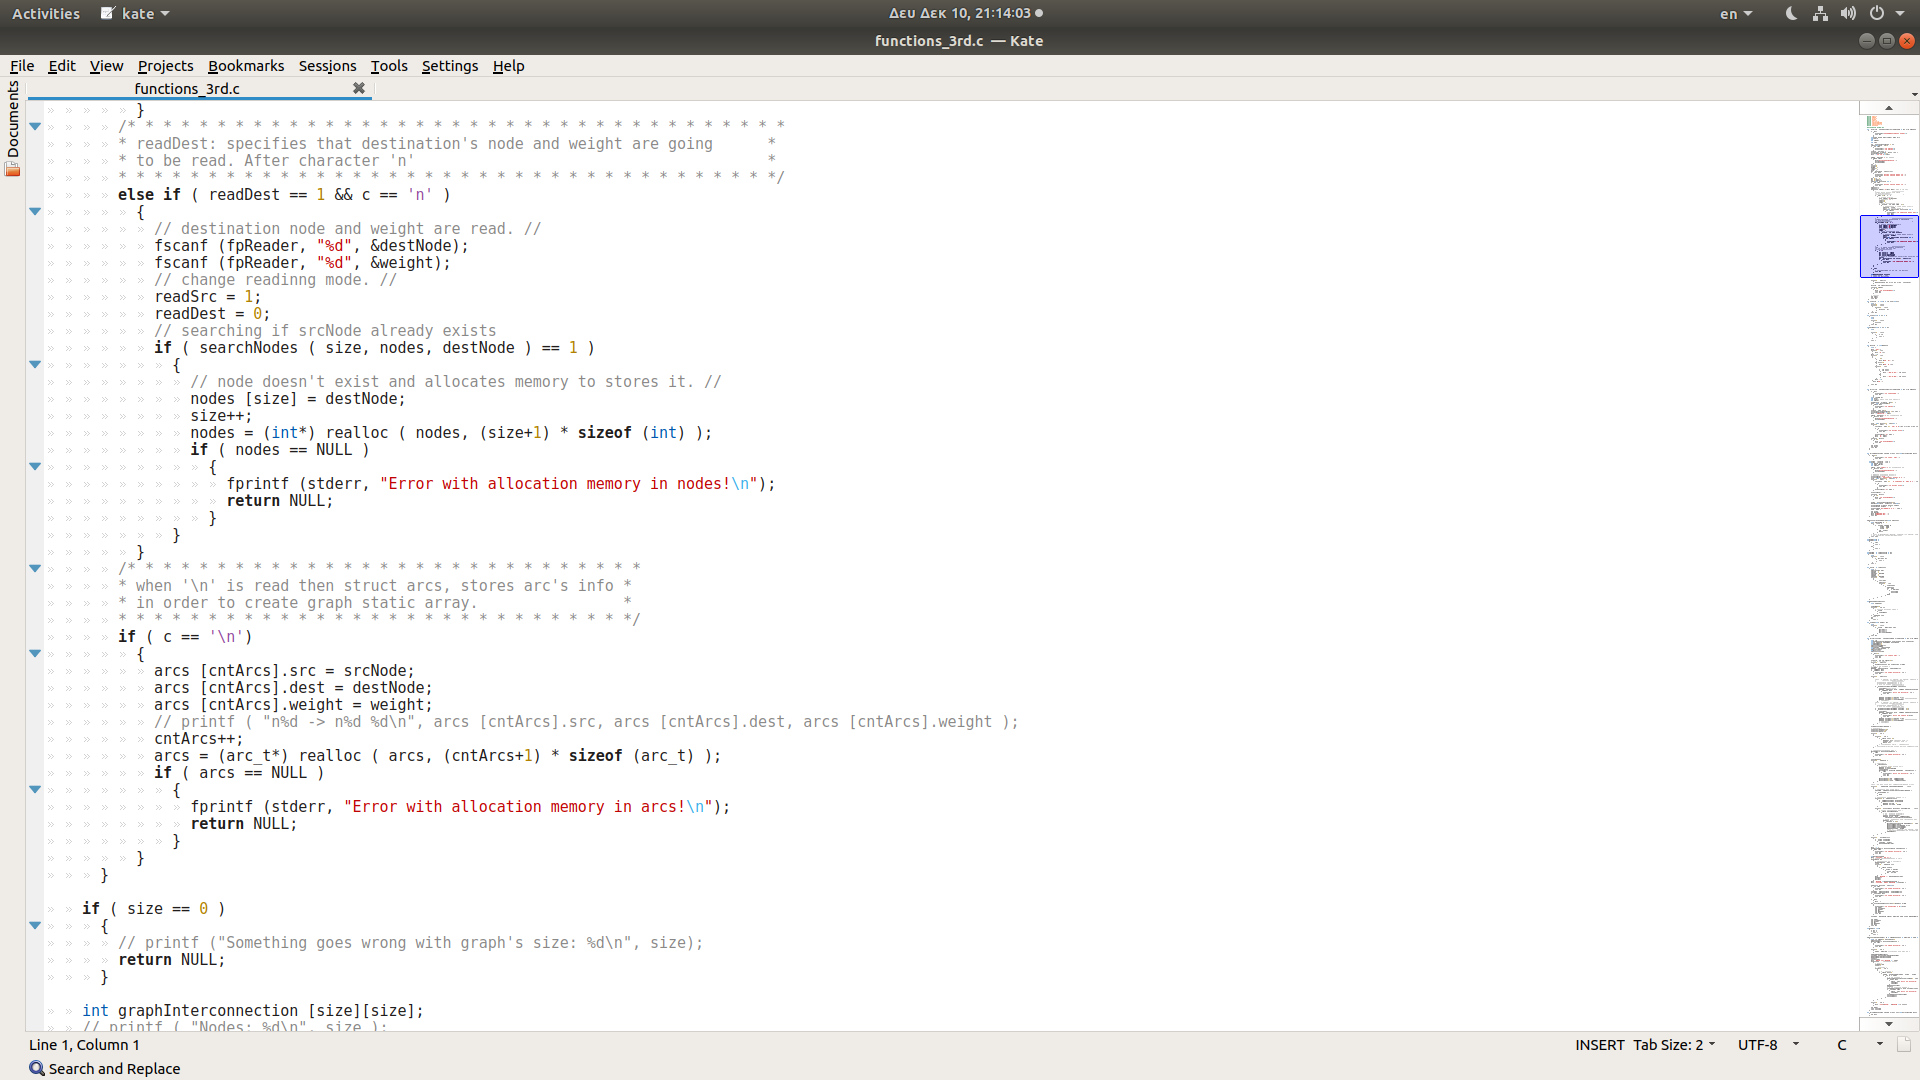 Activities kate Δευ Δεκ 10, 21:14:03 en
functions_3rd.c — Kate
File Edit View Projects Bookmarks Sessions Tools Settings Help
functions_3rd.c
Documents
}
/* * * * * * * * * * * * * * * * * * * * * * * * * * * * * * * * * * * * *
* readDest: specifies that destination's node and weight are going      *
* to be read. After character 'n'                                       *
* * * * * * * * * * * * * * * * * * * * * * * * * * * * * * * * * * * * */
else if ( readDest == 1 && c == 'n' )
{
// destination node and weight are read. //
fscanf (fpReader, "%d", &destNode);
fscanf (fpReader, "%d", &weight);
// change readinng mode. //
readSrc = 1;
readDest = 0;
// searching if srcNode already exists
if ( searchNodes ( size, nodes, destNode ) == 1 )
{
// node doesn't exist and allocates memory to stores it. //
nodes [size] = destNode;
size++;
nodes = (int*) realloc ( nodes, (size+1) * sizeof (int) );
if ( nodes == NULL )
{
fprintf (stderr, "Error with allocation memory in nodes!\n");
return NULL;
}
}
}
/* * * * * * * * * * * * * * * * * * * * * * * * * * * * *
* when '\n' is read then struct arcs, stores arc's info *
* in order to create graph static array.                *
* * * * * * * * * * * * * * * * * * * * * * * * * * * * */
if ( c == '\n')
{
arcs [cntArcs].src = srcNode;
arcs [cntArcs].dest = destNode;
arcs [cntArcs].weight = weight;
// printf ( "n%d -> n%d %d\n", arcs [cntArcs].src, arcs [cntArcs].dest, arcs [cntArcs].weight );
cntArcs++;
arcs = (arc_t*) realloc ( arcs, (cntArcs+1) * sizeof (arc_t) );
if ( arcs == NULL )
{
fprintf (stderr, "Error with allocation memory in arcs!\n");
return NULL;
}
}
}
if ( size == 0 )
{
// printf ("Something goes wrong with graph's size: %d\n", size);
return NULL;
}
int graphInterconnection [size][size];
// printf ( "Nodes: %d\n", size );
Line 1, Column 1 INSERT Tab Size: 2 UTF-8 C
Search and Replace